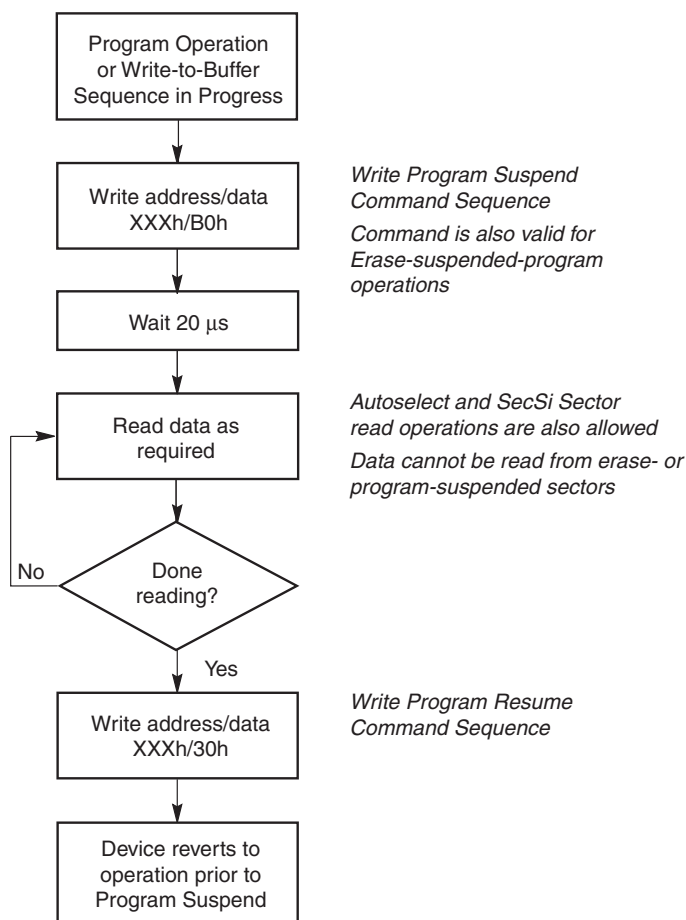 Program Operation
or Write-to-Buffer
Sequence in Progress
Write address/data
XXXh/B0h
Write Program Suspend
Command Sequence
Command is also valid for
Erase-suspended-program
operations
Wait 20 μs
Read data as
required
Autoselect and SecSi Sector
read operations are also allowed
Data cannot be read from erase- or
program-suspended sectors
No
Done
reading?
Yes
Write address/data
XXXh/30h
Write Program Resume
Command Sequence
Device reverts to
operation prior to
Program Suspend